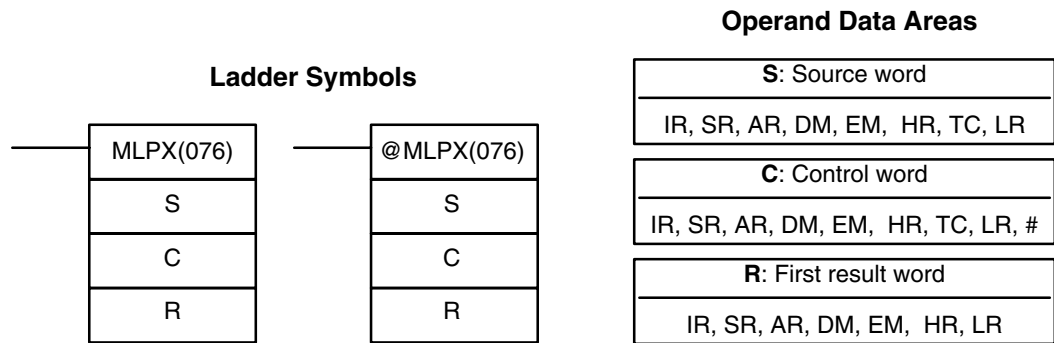 Ladder Symbols
MLPX(076)
S
C
R
@MLPX(076)
S
C
R
Operand Data Areas
S: Source word
IR, SR, AR, DM, EM, HR, TC, LR
C: Control word
IR, SR, AR, DM, EM, HR, TC, LR, #
R: First result word
IR, SR, AR, DM, EM, HR, LR